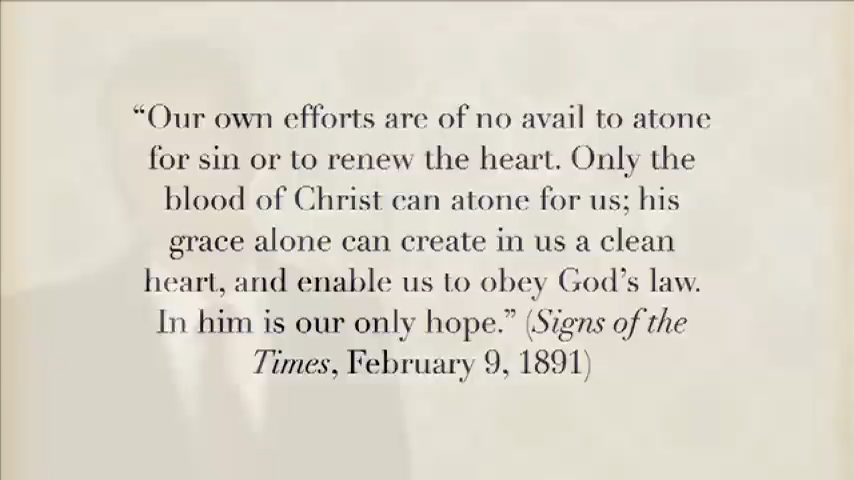 “Our own efforts are of no avail to atone
for sin or to renew the heart. Only the
blood of Christ can atone for us; his
grace alone can create in us a clean
heart, and enable us to obey God’s law.
In him is our only hope.” (Signs of the
Times, February 9, 1891)